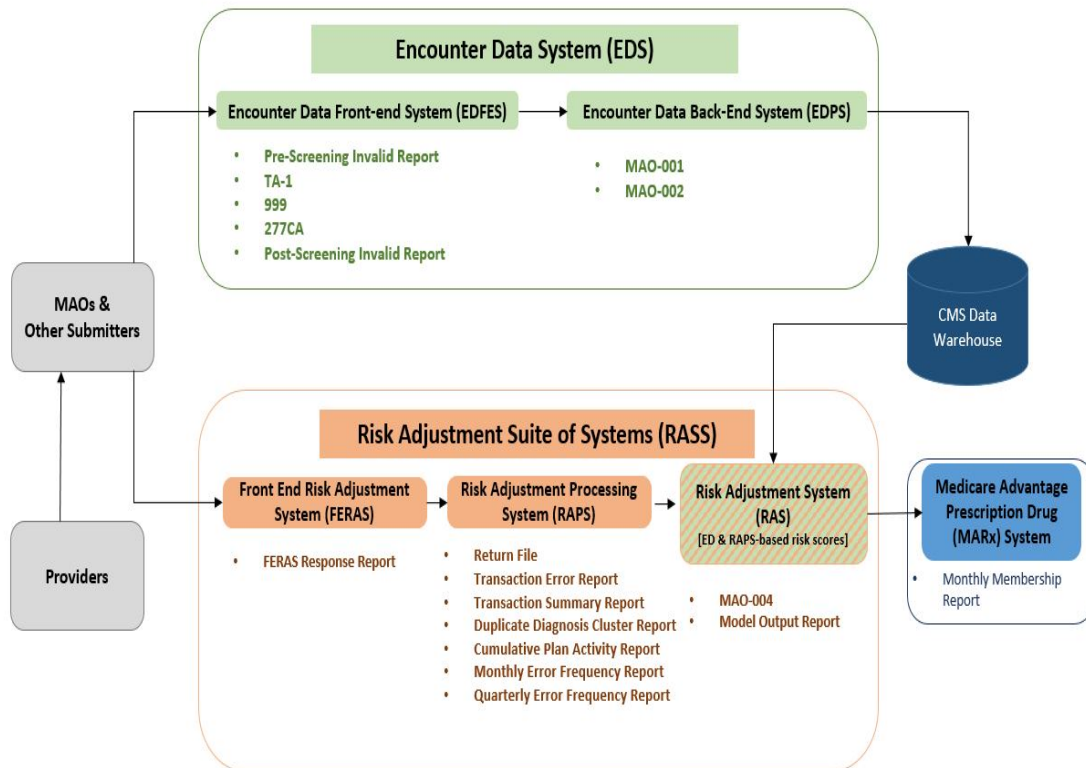 Encounter Data System (EDS)
Encounter Data Front-end System (EDFES)
• Pre-Screening Invalid Report
• TA-1
• 999
• 277CA
• Post-Screening Invalid Report
Encounter Data Back-End System (EDPS)
• MAO-001
• MAO-002
MAOs &
Other Submitters
CMS Data
Warehouse
Providers
Risk Adjustment Suite of Systems (RASS)
Front End Risk Adjustment
System (FERAS)
• FERAS Response Report
Risk Adjustment Processing
System (RAPS)
• Return File
• Transaction Error Report
• Transaction Summary Report
• Duplicate Diagnosis Cluster Report
• Cumulative Plan Activity Report
• Monthly Error Frequency Report
• Quarterly Error Frequency Report
Risk Adjustment System
(RAS)
[ED & RAPS-based risk scores]
• MAO-004
• Model Output Report
Medicare Advantage
Prescription Drug
(MARx) System
• Monthly Membership
Report